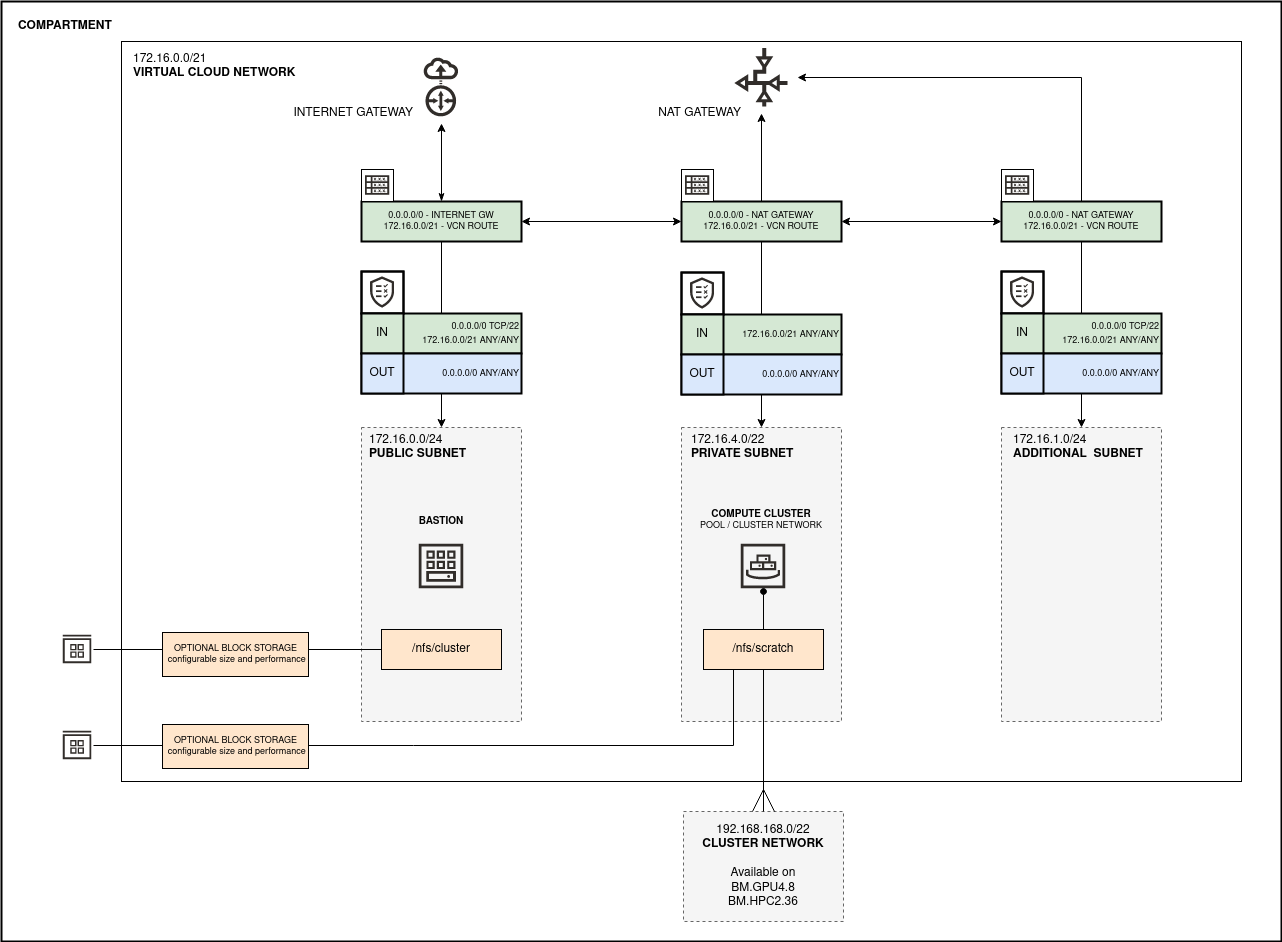 COMPARTMENT
172.16.0.0/21
VIRTUAL CLOUD NETWORK
INTERNET GATEWAY
NAT GATEWAY
0.0.0.0/0 - INTERNET GW
172.16.0.0/21 - VCN ROUTE
0.0.0.0/0 - NAT GATEWAY
172.16.0.0/21 - VCN ROUTE
0.0.0.0/0 - NAT GATEWAY
172.16.0.0/21 - VCN ROUTE
IN
0.0.0.0/0 TCP/22
172.16.0.0/21 ANY/ANY
OUT
0.0.0.0/0 ANY/ANY
IN
172.16.0.0/21 ANY/ANY
OUT
0.0.0.0/0 ANY/ANY
IN
0.0.0.0/0 TCP/22
172.16.0.0/21 ANY/ANY
OUT
0.0.0.0/0 ANY/ANY
172.16.0.0/24
PUBLIC SUBNET
BASTION
/nfs/cluster
172.16.4.0/22
PRIVATE SUBNET
COMPUTE CLUSTER
POOL / CLUSTER NETWORK
/nfs/scratch
172.16.1.0/24
ADDITIONAL  SUBNET
OPTIONAL BLOCK STORAGE
configurable size and performance
OPTIONAL BLOCK STORAGE
configurable size and performance
192.168.168.0/22
CLUSTER NETWORK
Available on
BM.GPU4.8
BM.HPC2.36